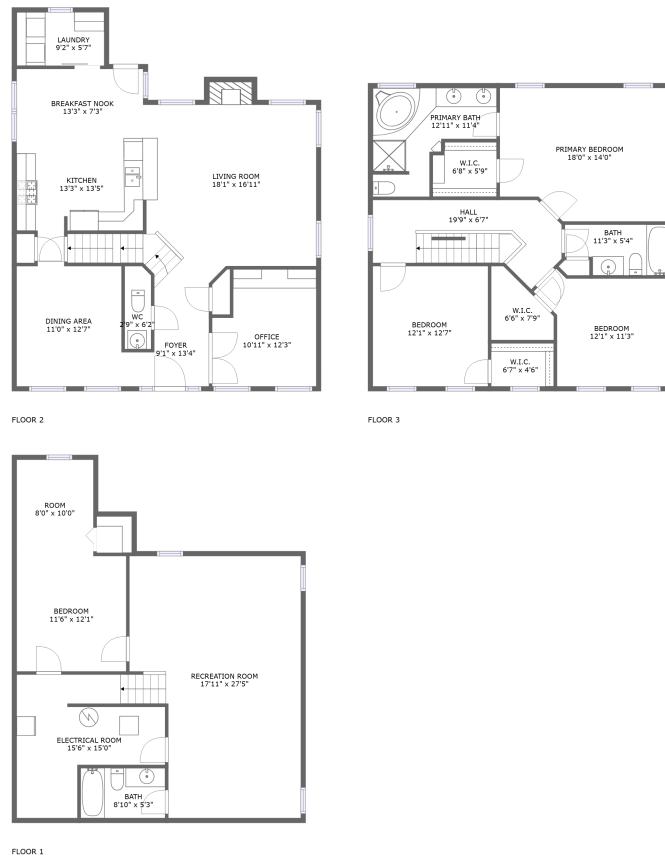 LAUNDRY
9'2" x 5'7"
BREAKFAST NOOK
13'3" x 7'3"
KITCHEN
13'3" x 13'5"
LIVING ROOM
18'1" x 16'11"
DINING AREA
11'0" x 12'7"
WC
2'9" x 6'2"
FOYER
9'1" x 13'4"
OFFICE
10'11" x 12'3"
FLOOR 2
PRIMARY BATH
12'11" x 11'4"
W.I.C.
6'8" x 5'9"
PRIMARY BEDROOM
18'0" x 14'0"
HALL
19'9" x 6'7"
BATH
11'3" x 5'4"
BEDROOM
12'1" x 12'7"
W.I.C.
6'6" x 7'9"
BEDROOM
12'1" x 11'3"
W.I.C.
6'7" x 4'6"
FLOOR 3
ROOM
8'0" x 10'0"
BEDROOM
11'6" x 12'1"
RECREATION ROOM
17'11" x 27'5"
ELECTRICAL ROOM
15'6" x 15'0"
BATH
8'10" x 5'3"
FLOOR 1